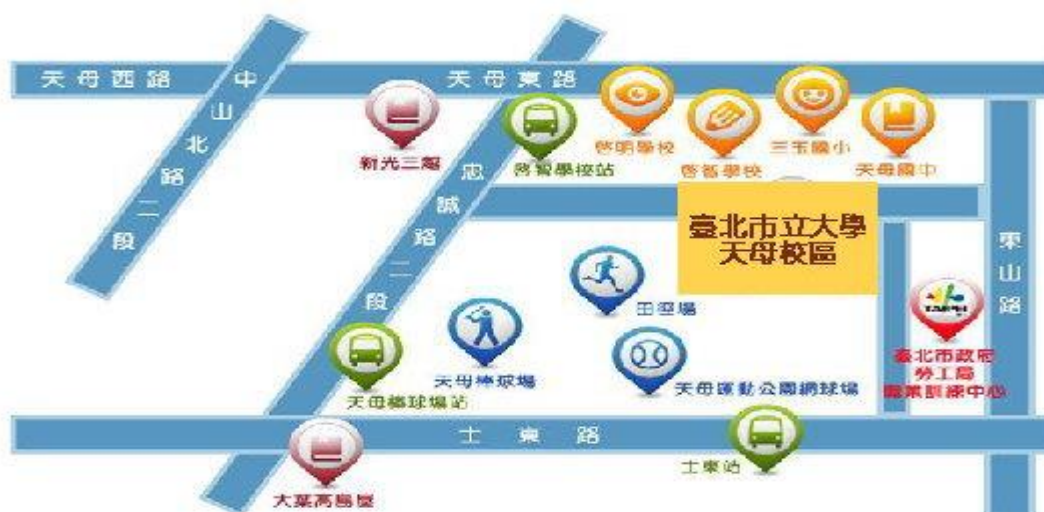 天母西路
中山北路二段
天母東路
忠誠路二段
新光三越
啓智學校站
啓明學校
啓智學校
三玉國小
天母國中
臺北市立大學
天母校區
東山路
田徑場
天母棒球場
天母運動公園網球場
TAIPEI
臺北市政府
勞工局
職業訓練中心
天母棒球場站
士東路
士東站
大葉高島屋